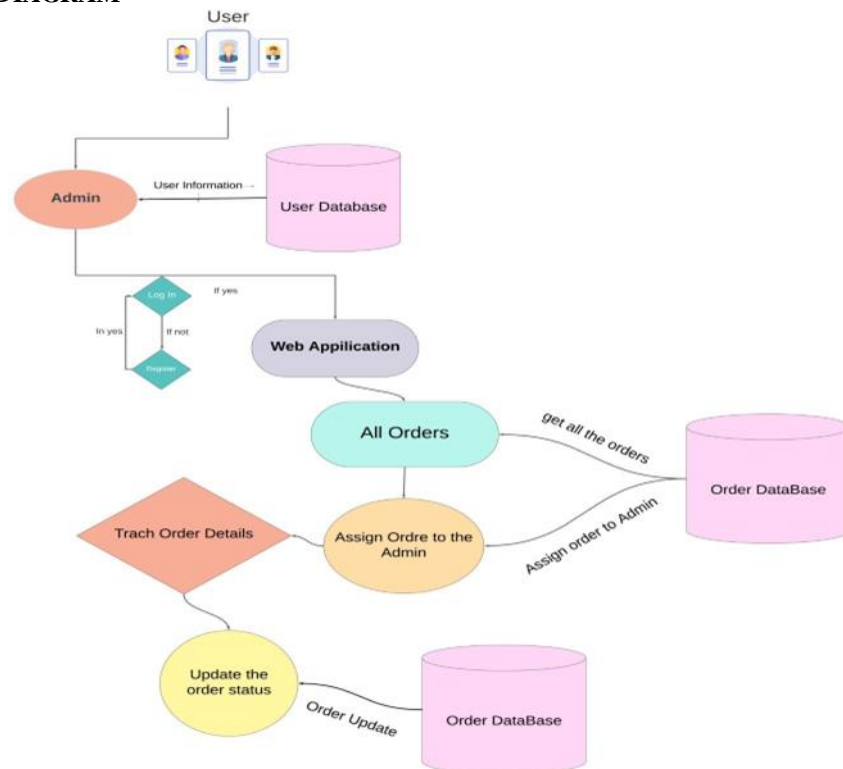 DIAGRAM
User
User Information
Admin
User Database
Log In
If yes
In yes
If not
Register
Web Appilication
All Orders
get all the orders
Order DataBase
Assign order to Admin
Trach Order Details
Assign Ordre to the
Admin
Update the
order status
Order Update
Order DataBase